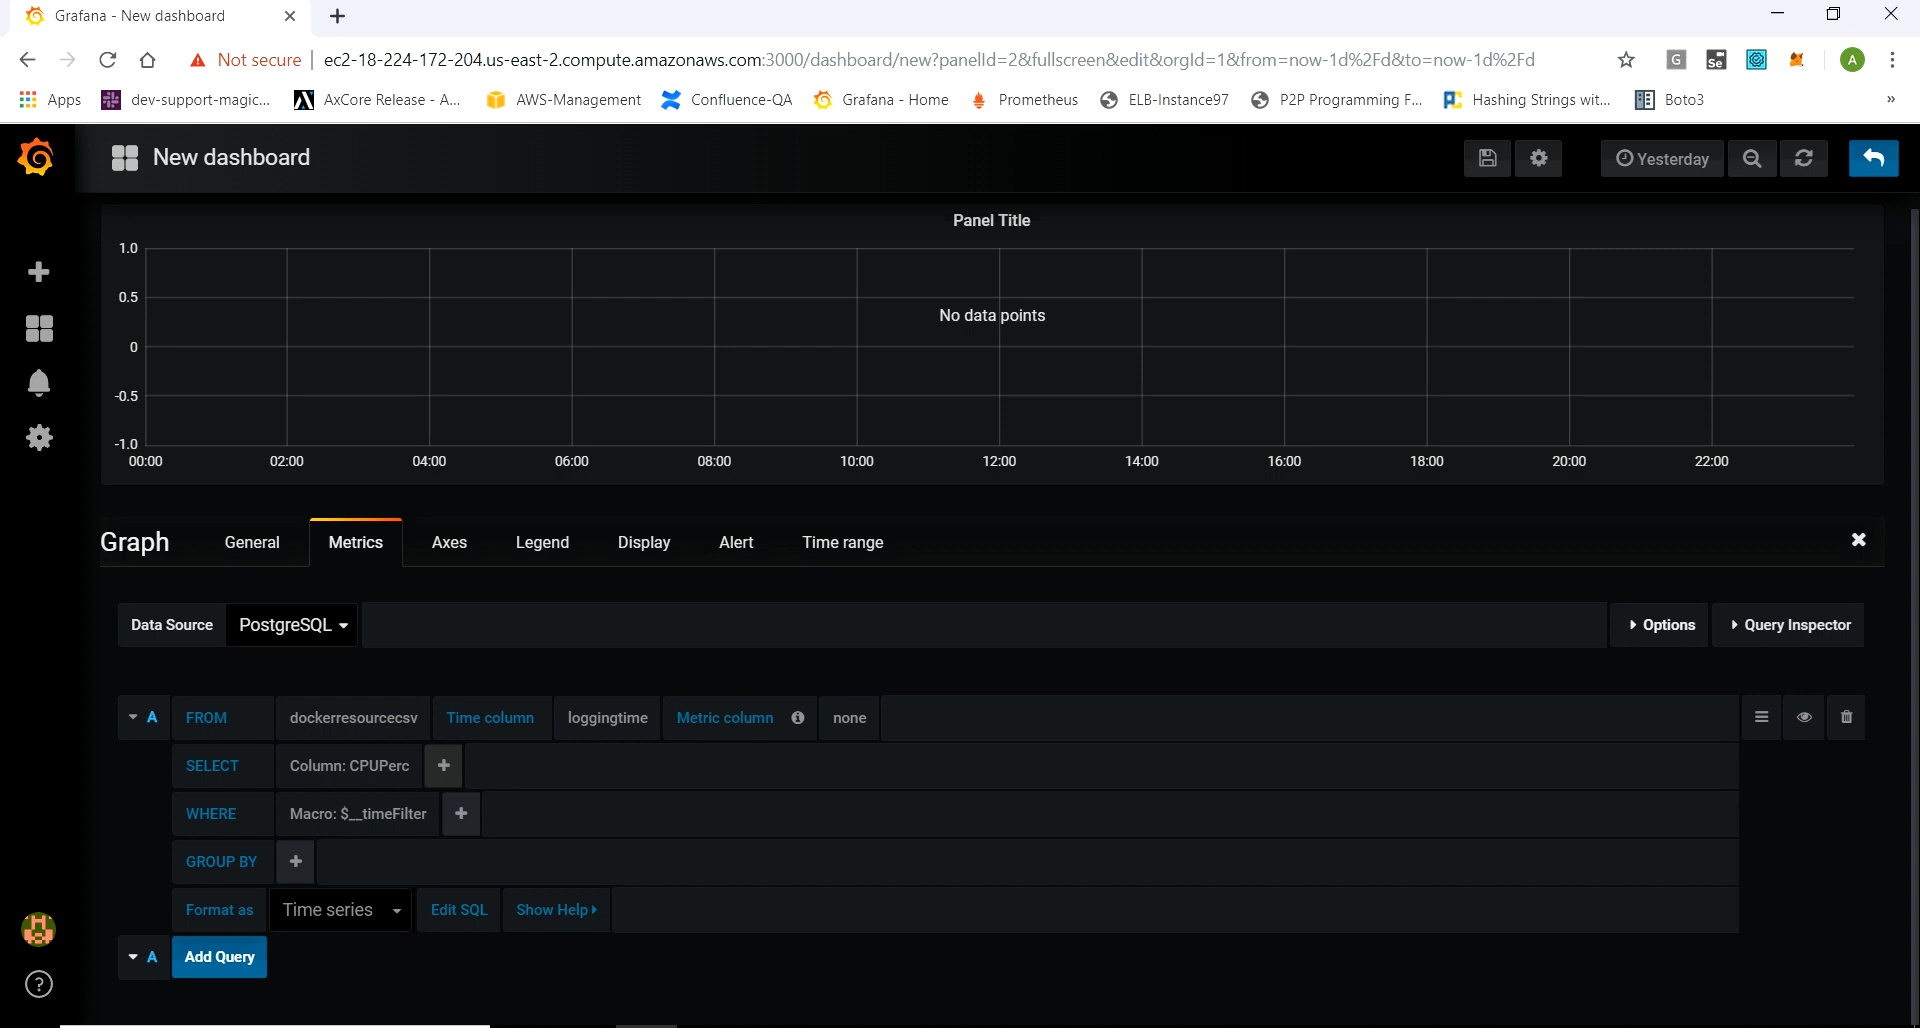 Grafana - New dashboard
Not secure | ec2-18-224-172-204.us-east-2.compute.amazonaws.com:3000/dashboard/new?panelId=2&fullscreen&edit&orgId=1&from=now-1d%2Fd&to=now-1d%2Fd
G Se A
Apps dev-support-magic... AxCore Release - A... AWS-Management Confluence-QA Grafana - Home Prometheus ELB-Instance97 P2P Programming F... Hashing Strings wit... Boto3 »
New dashboard Yesterday
Panel Title
1.0
0.5
No data points
0
-0.5
-1.0
00:00 02:00 04:00 06:00 08:00 10:00 12:00 14:00 16:00 18:00 20:00 22:00
Graph General Metrics Axes Legend Display Alert Time range
Data Source PostgreSQL Options Query Inspector
A FROM dockerresourcecsv Time column loggingtime Metric column none
SELECT Column: CPUPerc +
WHERE Macro: $__timeFilter +
GROUP BY +
Format as Time series Edit SQL Show Help
A Add Query
?